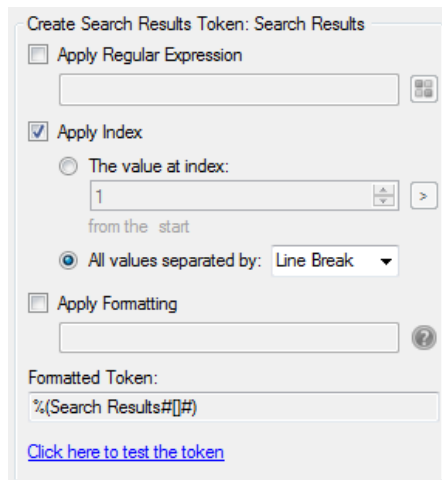 Create Search Results Token: Search Results
Apply Regular Expression
Apply Index
The value at index:
1
>
from the start
All values separated by: Line Break
Apply Formatting
?
Formatted Token:
%(Search Results#[]#)
Click here to test the token